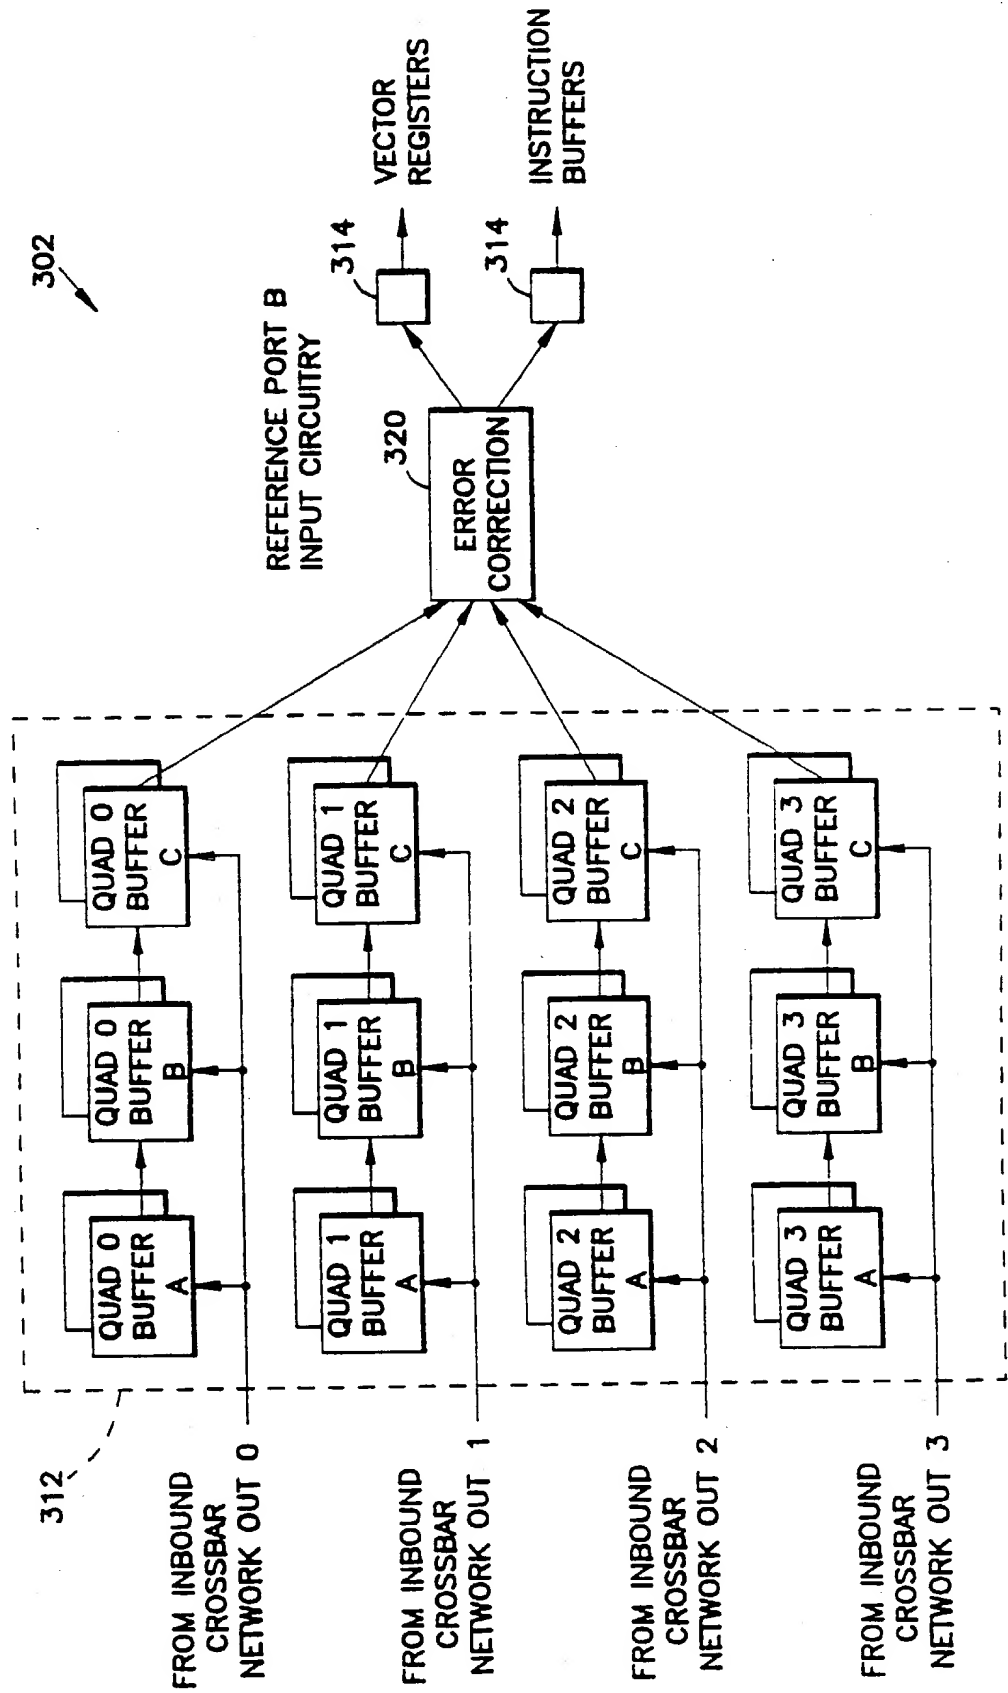 302
REFERENCE PORT B
INPUT CIRCUITRY
312
FROM INBOUND
CROSSBAR
NETWORK OUT 0
QUAD 0
BUFFER
A
QUAD 0
BUFFER
B
QUAD 0
BUFFER
C
FROM INBOUND
CROSSBAR
NETWORK OUT 1
QUAD 1
BUFFER
A
QUAD 1
BUFFER
B
QUAD 1
BUFFER
C
FROM INBOUND
CROSSBAR
NETWORK OUT 2
QUAD 2
BUFFER
A
QUAD 2
BUFFER
B
QUAD 2
BUFFER
C
FROM INBOUND
CROSSBAR
NETWORK OUT 3
QUAD 3
BUFFER
A
QUAD 3
BUFFER
B
QUAD 3
BUFFER
C
320
ERROR
CORRECTION
314
VECTOR
REGISTERS
314
INSTRUCTION
BUFFERS